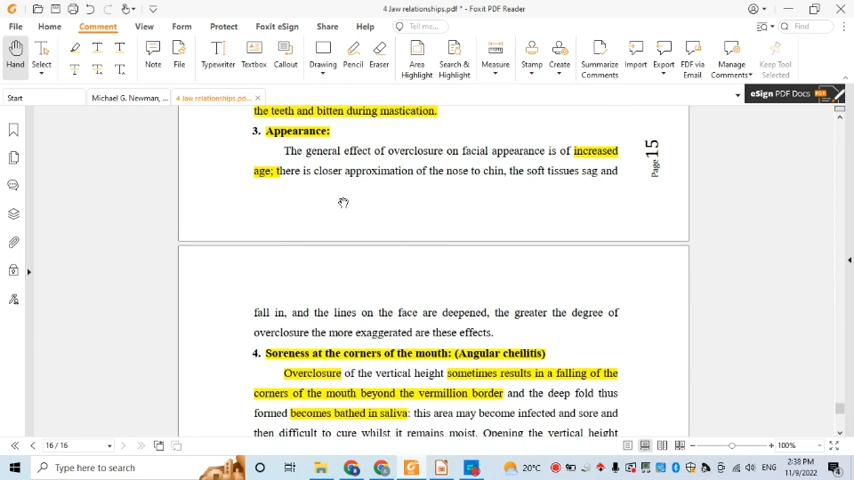 4 Jaw relationships.pdf * - Foxit PDF Reader
File Home Comment View Form Protect Foxit eSign Share Help Tell me... Find
Hand Select Note File Typewriter Textbox Callout Drawing Pencil Eraser Area Highlight Search & Highlight Measure Stamp Create Summarize Comments Import Export FDF via Email Manage Comments Keep Tool Selected
Start Michael G. Newman, ... 4 Jaw relationships.pd... eSign PDF Docs
the teeth and bitten during mastication.
3. Appearance:
The general effect of overclosure on facial appearance is of increased
age; there is closer approximation of the nose to chin, the soft tissues sag and
Page 15
fall in, and the lines on the face are deepened, the greater the degree of
overclosure the more exaggerated are these effects.
4. Soreness at the corners of the mouth: (Angular cheilitis)
Overclosure of the vertical height sometimes results in a falling of the
corners of the mouth beyond the vermillion border and the deep fold thus
formed becomes bathed in saliva: this area may become infected and sore and
then difficult to cure whilst it remains moist. Opening the vertical height
16 / 16 100%
Type here to search 20°C ENG 2:38 PM
11/9/2022 4